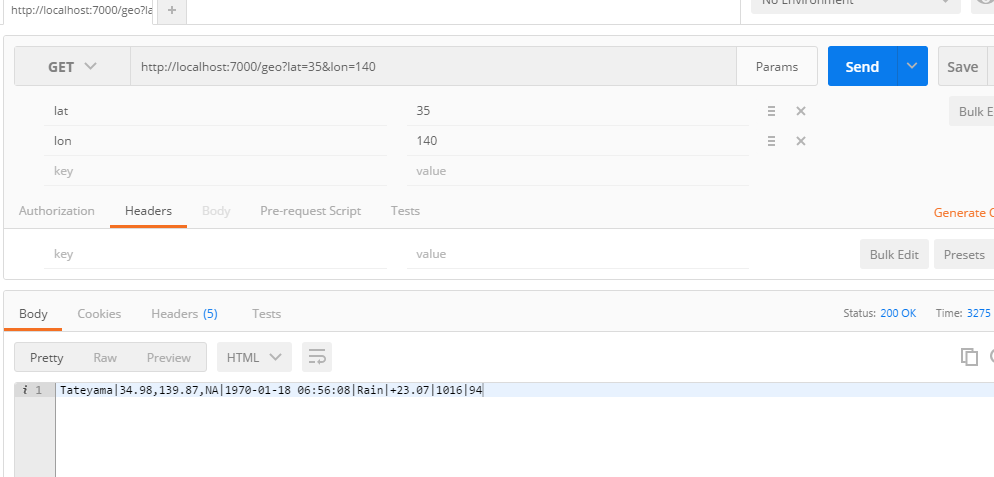 http://localhost:7000/geo?la
+
No Environment
GET http://localhost:7000/geo?lat=35&lon=140 Params Send Save
lat 35
lon 140 Bulk E
key value
Authorization Headers Body Pre-request Script Tests Generate C
key value Bulk Edit Presets
Body Cookies Headers (5) Tests Status: 200 OK Time: 3275
Pretty Raw Preview HTML
i 1 Tateyama|34.98,139.87,NA|1970-01-18 06:56:08|Rain|+23.07|1016|94